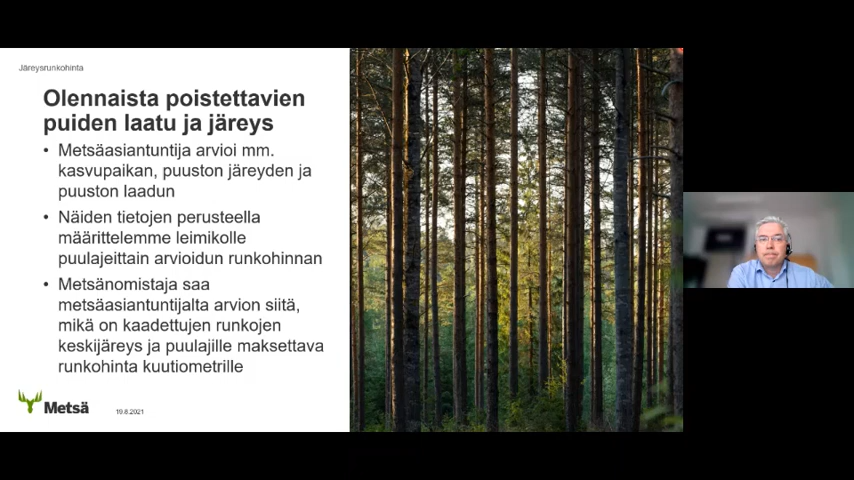 Järeysrunkohinta
Olennaista poistettavien
puiden laatu ja järeys
• Metsäasiantuntija arvioi mm.
kasvupaikan, puuston järeyden ja
puuston laadun
• Näiden tietojen perusteella
määrittelemme leimikolle
puulajeittain arvioidun runkohinnan
• Metsänomistaja saa
metsäasiantuntijalta arvion siitä,
mikä on kaadettujen runkojen
keskijäreys ja puulajille maksettava
runkohinta kuutiometrille
Metsä
19.8.2021